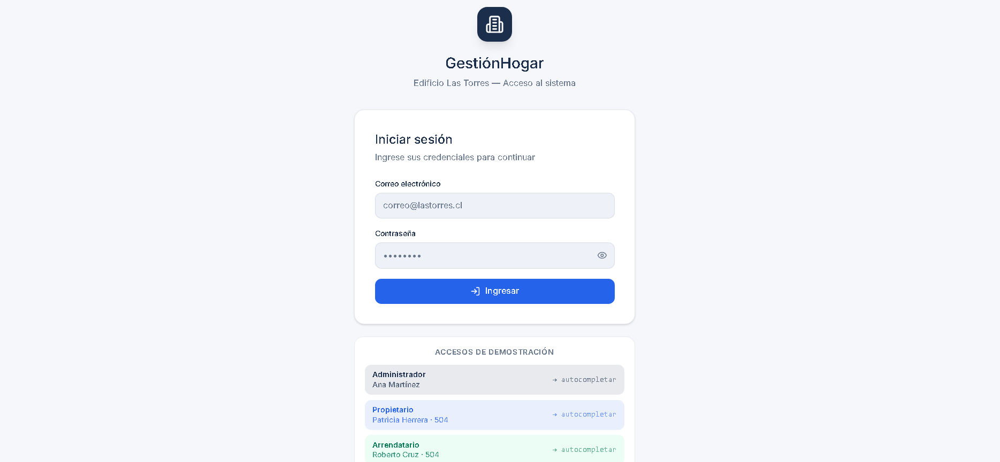 GestiónHogar
Edificio Las Torres — Acceso al sistema
Iniciar sesión
Ingrese sus credenciales para continuar
Correo electrónico
correo@lastorres.cl
Contraseña
••••••••
Ingresar
ACCESOS DE DEMOSTRACIÓN
Administrador
Ana Martínez
→ autocompletar
Propietario
Patricia Herrera · 504
→ autocompletar
Arrendatario
Roberto Cruz · 504
→ autocompletar